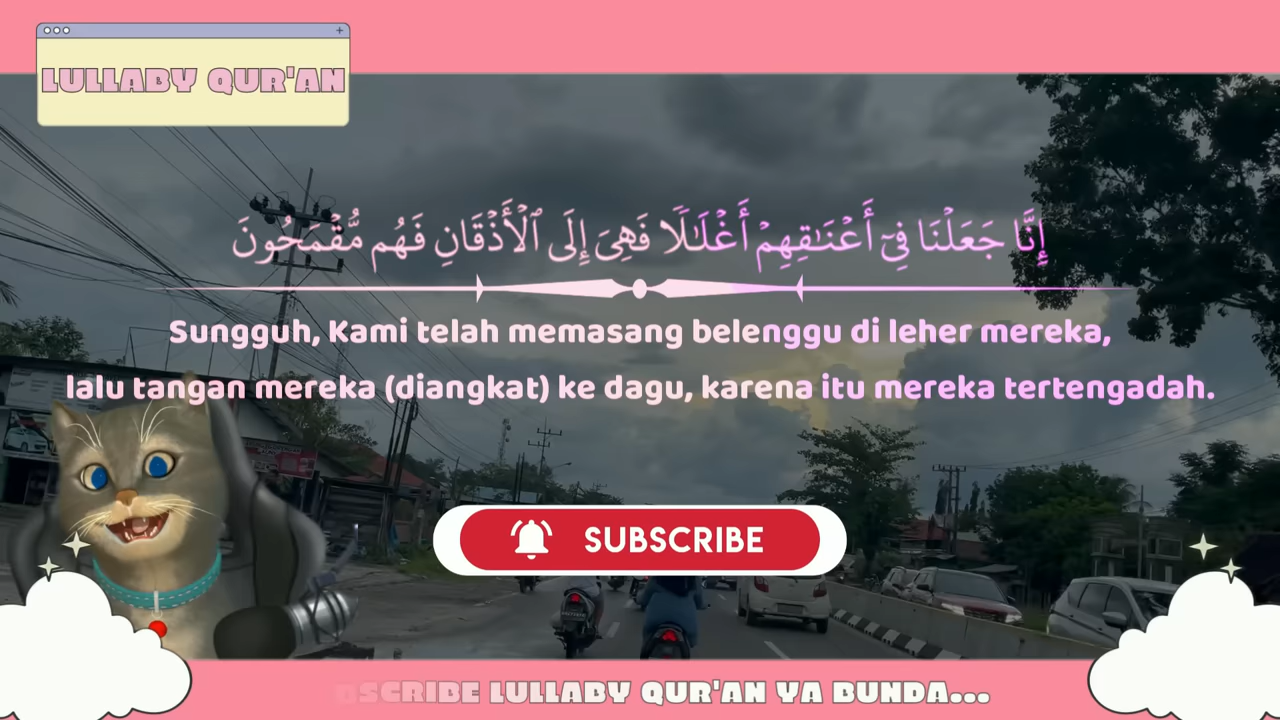 LULLABY QUR'AN
إِنَّا جَعَلْنَا فِىٓ أَعْنَـٰقِهِمْ أَغْلَـٰلًا فَهِىَ إِلَى ٱلْأَذْقَانِ فَهُم مُّقْمَحُونَ
Sungguh, Kami telah memasang belenggu di leher mereka,
lalu tangan mereka (diangkat) ke dagu, karena itu mereka tertengadah.
SUBSCRIBE
SCRIBE LULLABY QUR'AN YA BUNDA...